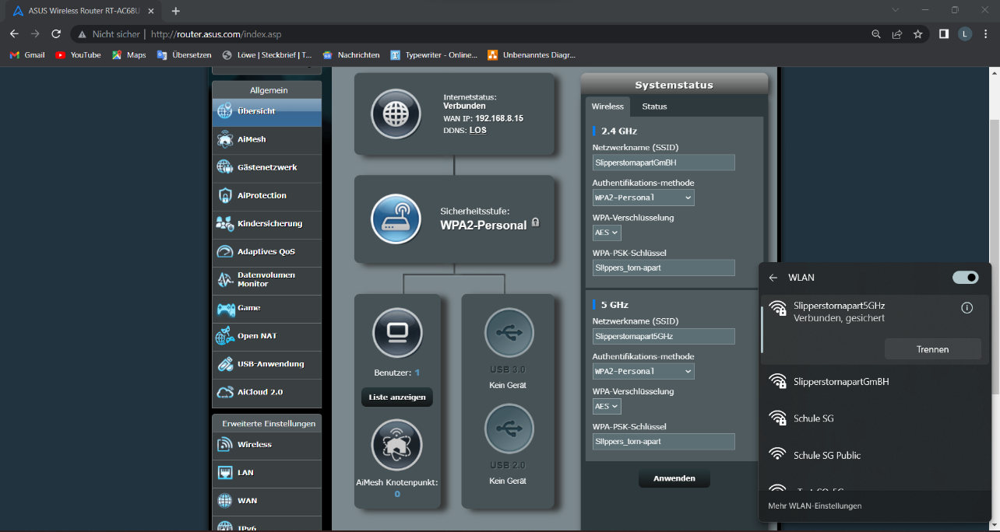 ASUS Wireless Router RT-AC68U
Nicht sicher | http://router.asus.com/index.asp
L
Gmail
YouTube
Maps
Übersetzen
Löwe | Steckbrief | T...
Nachrichten
Typewriter - Online...
Unbenanntes Diagr...
Allgemein
Übersicht
AiMesh
Gästenetzwerk
AiProtection
Kindersicherung
Adaptives QoS
Datenvolumen
Monitor
Game
Open NAT
USB-Anwendung
AiCloud 2.0
Erweiterte Einstellungen
Wireless
LAN
WAN
IPv6
Internetstatus:
Verbunden
WAN IP: 192.168.8.15
DDNS: LOS
Sicherheitsstufe:
WPA2-Personal
Benutzer: 1
Liste anzeigen
AiMesh Knotenpunkt:
0
USB 3.0
Kein Gerät
USB 2.0
Kein Gerät
Systemstatus
Wireless
Status
2.4 GHz
Netzwerkname (SSID)
SlipperstornapartGmBH
Authentifikations-methode
WPA2-Personal
WPA-Verschlüsselung
AES
WPA-PSK-Schlüssel
Sl!ppers_torn-apart
5 GHz
Netzwerkname (SSID)
Slipperstornapart5GHz
Authentifikations-methode
WPA2-Personal
WPA-Verschlüsselung
AES
WPA-PSK-Schlüssel
Sl!ppers_torn-apart
Anwenden
WLAN
Slipperstornapart5GHz
Verbunden, gesichert
Trennen
SlipperstornapartGmBH
Schule SG
Schule SG Public
Mehr WLAN-Einstellungen